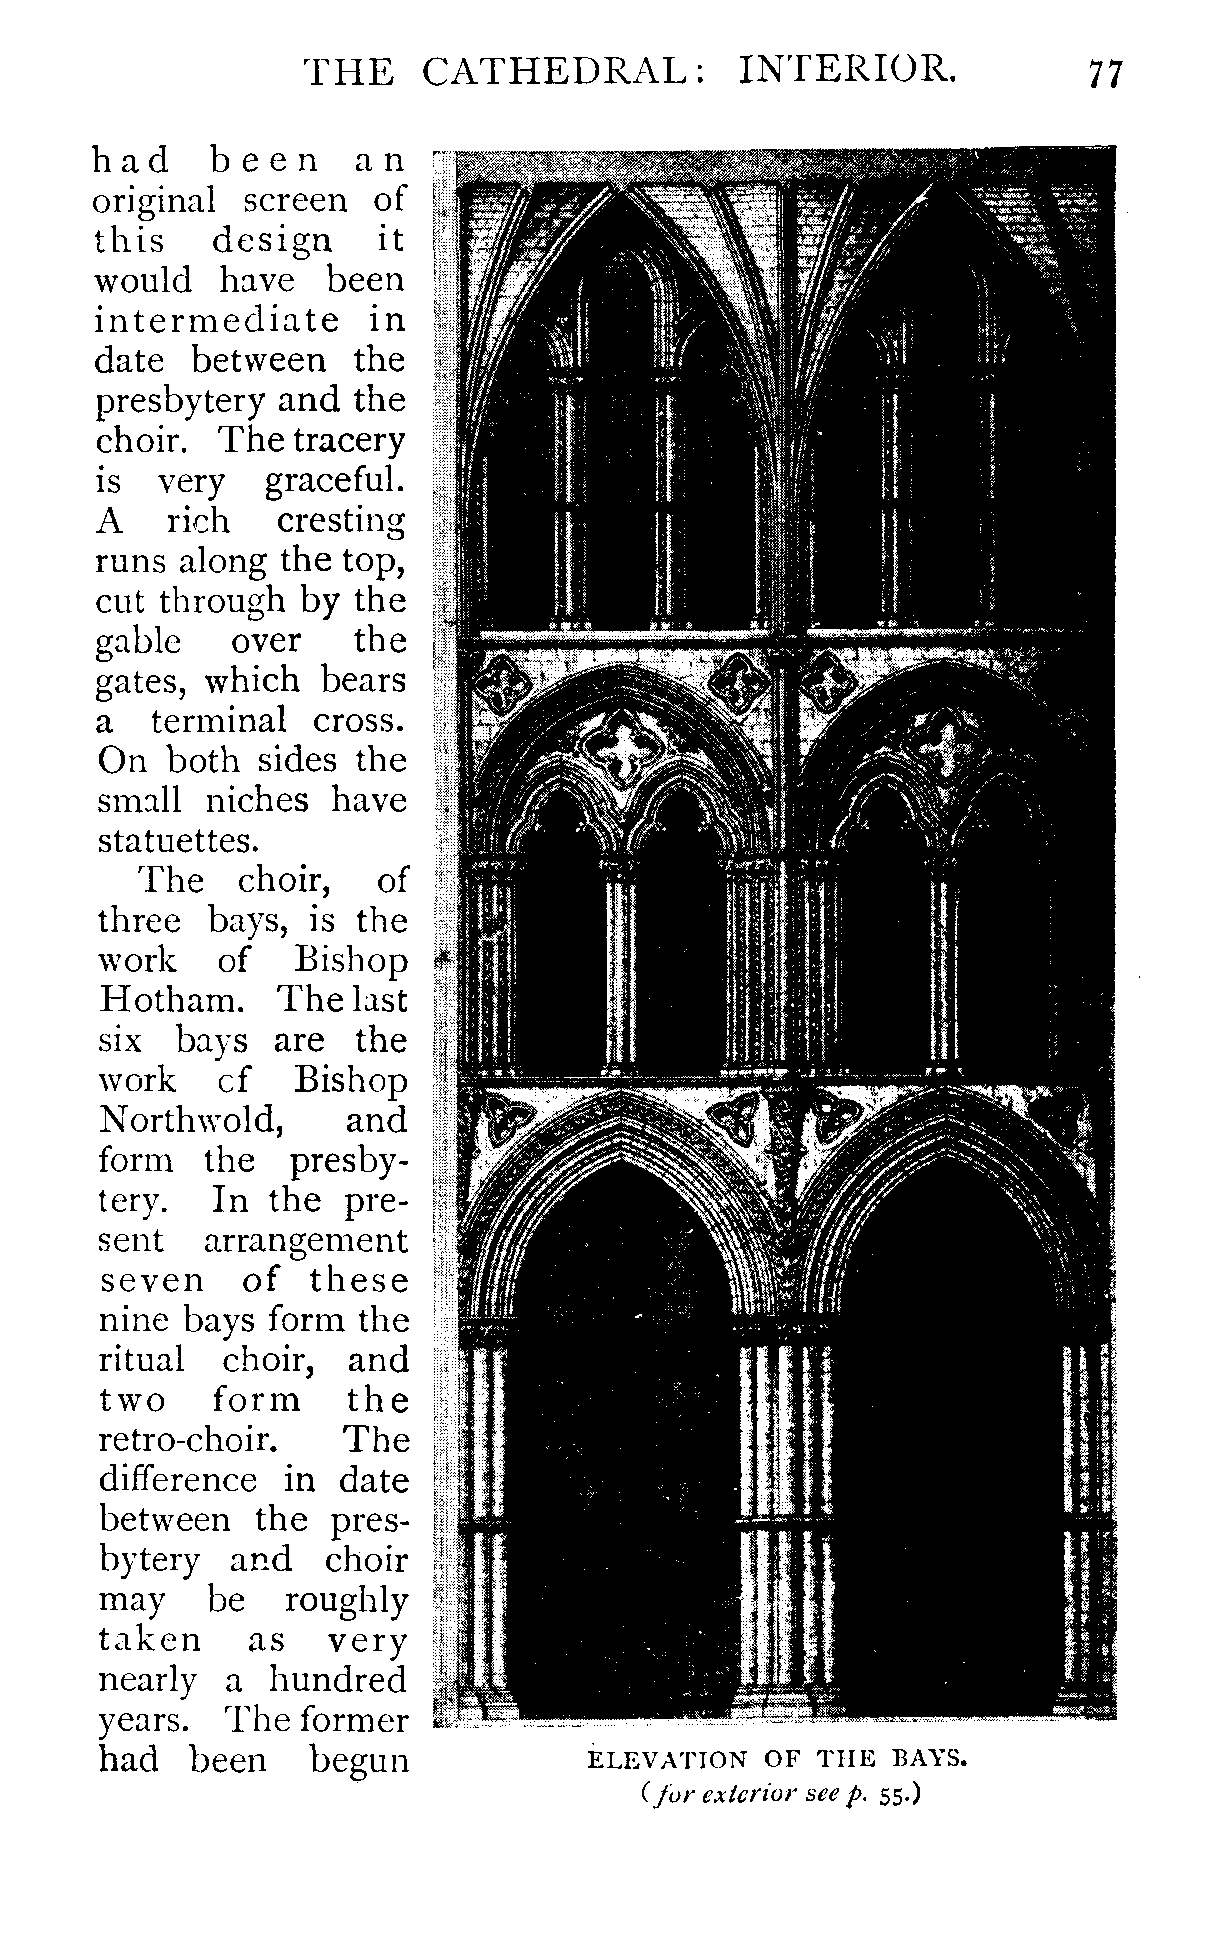 THE CATHEDRAL: INTERIOR. 77
had been an
original screen of
this design it
would have been
intermediate in
date between the
presbytery and the
choir. The tracery
is very graceful.
A rich cresting
runs along the top,
cut through by the
gable over the
gates, which bears
a terminal cross.
On both sides the
small niches have
statuettes.
The choir, of
three bays, is the
work of Bishop
Hotham. The last
six bays are the
work of Bishop
Northwold, and
form the presby-
tery. In the pre-
sent arrangement
seven of these
nine bays form the
ritual choir, and
two form the
retro-choir. The
difference in date
between the pres-
bytery and choir
may be roughly
taken as very
nearly a hundred
years. The former
had been begun
ELEVATION OF THE BAYS.
(for exterior see p. 55.)